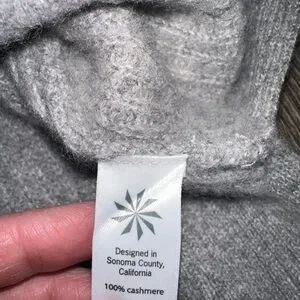 Designed in
Sonoma County,
California
100% cashmere